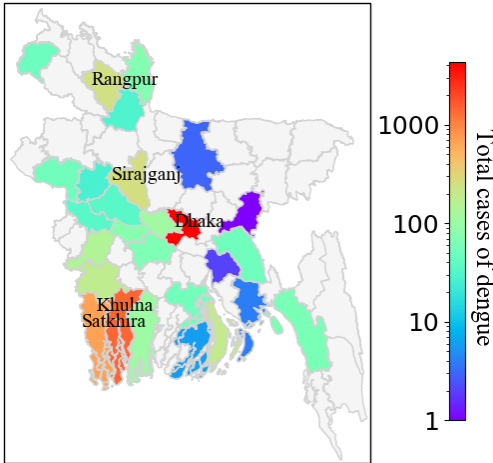 Rangpur
Sirajganj
Dhaka
Khulna
Satkhira
1000
100
10
1
Total cases of dengue